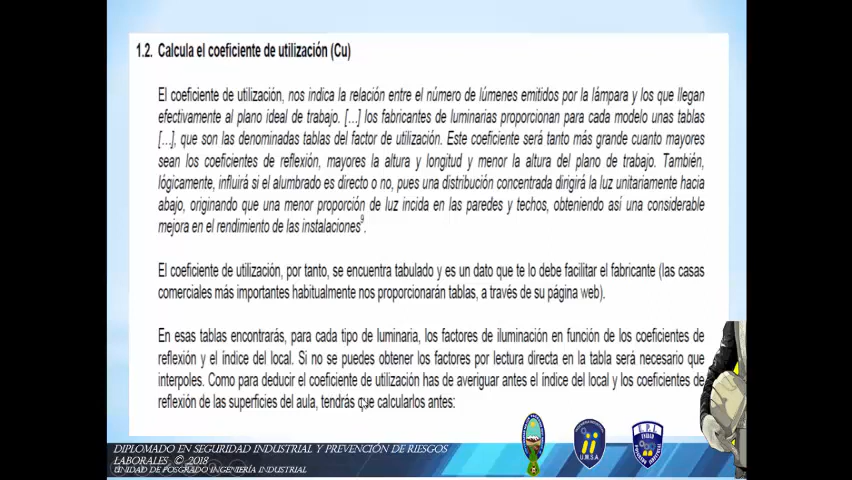 1.2. Calcula el coeficiente de utilización (Cu)
El coeficiente de utilización, nos indica la relación entre el número de lúmenes emitidos por la lámpara y los que llegan
efectivamente al plano ideal de trabajo. [...] los fabricantes de luminarias proporcionan para cada modelo unas tablas
[...], que son las denominadas tablas del factor de utilización. Este coeficiente será tanto más grande cuanto mayores
sean los coeficientes de reflexión, mayores la altura y longitud y menor la altura del plano de trabajo. También,
lógicamente, influirá si el alumbrado es directo o no, pues una distribución concentrada dirigirá la luz unitariamente hacia
abajo, originando que una menor proporción de luz incida en las paredes y techos, obteniendo así una considerable
mejora en el rendimiento de las instalaciones⁹.
El coeficiente de utilización, por tanto, se encuentra tabulado y es un dato que te lo debe facilitar el fabricante (las casas
comerciales más importantes habitualmente nos proporcionarán tablas, a través de su página web).
En esas tablas encontrarás, para cada tipo de luminaria, los factores de iluminación en función de los coeficientes de
reflexión y el índice del local. Si no se puedes obtener los factores por lectura directa en la tabla será necesario que
interpoles. Como para deducir el coeficiente de utilización has de averiguar antes el índice del local y los coeficientes de
reflexión de las superficies del aula, tendrás que calcularlos antes:
DIPLOMADO EN SEGURIDAD INDUSTRIAL Y PREVENCIÓN DE RIESGOS
LABORALES © 2018
UNIDAD DE POSGRADO INGENIERÍA INDUSTRIAL
U.M.S.A.